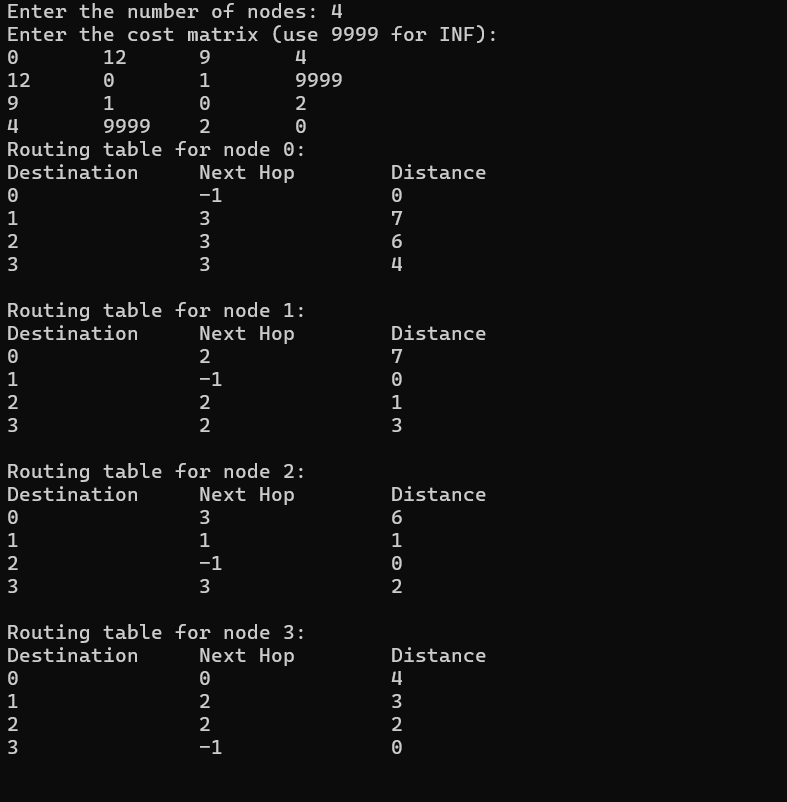 Enter the number of nodes: 4
Enter the cost matrix (use 9999 for INF):
0 12 9 4
12 0 1 9999
9 1 0 2
4 9999 2 0
Routing table for node 0:
Destination Next Hop Distance
0 -1 0
1 3 7
2 3 6
3 3 4

Routing table for node 1:
Destination Next Hop Distance
0 2 7
1 -1 0
2 2 1
3 2 3

Routing table for node 2:
Destination Next Hop Distance
0 3 6
1 1 1
2 -1 0
3 3 2

Routing table for node 3:
Destination Next Hop Distance
0 0 4
1 2 3
2 2 2
3 -1 0